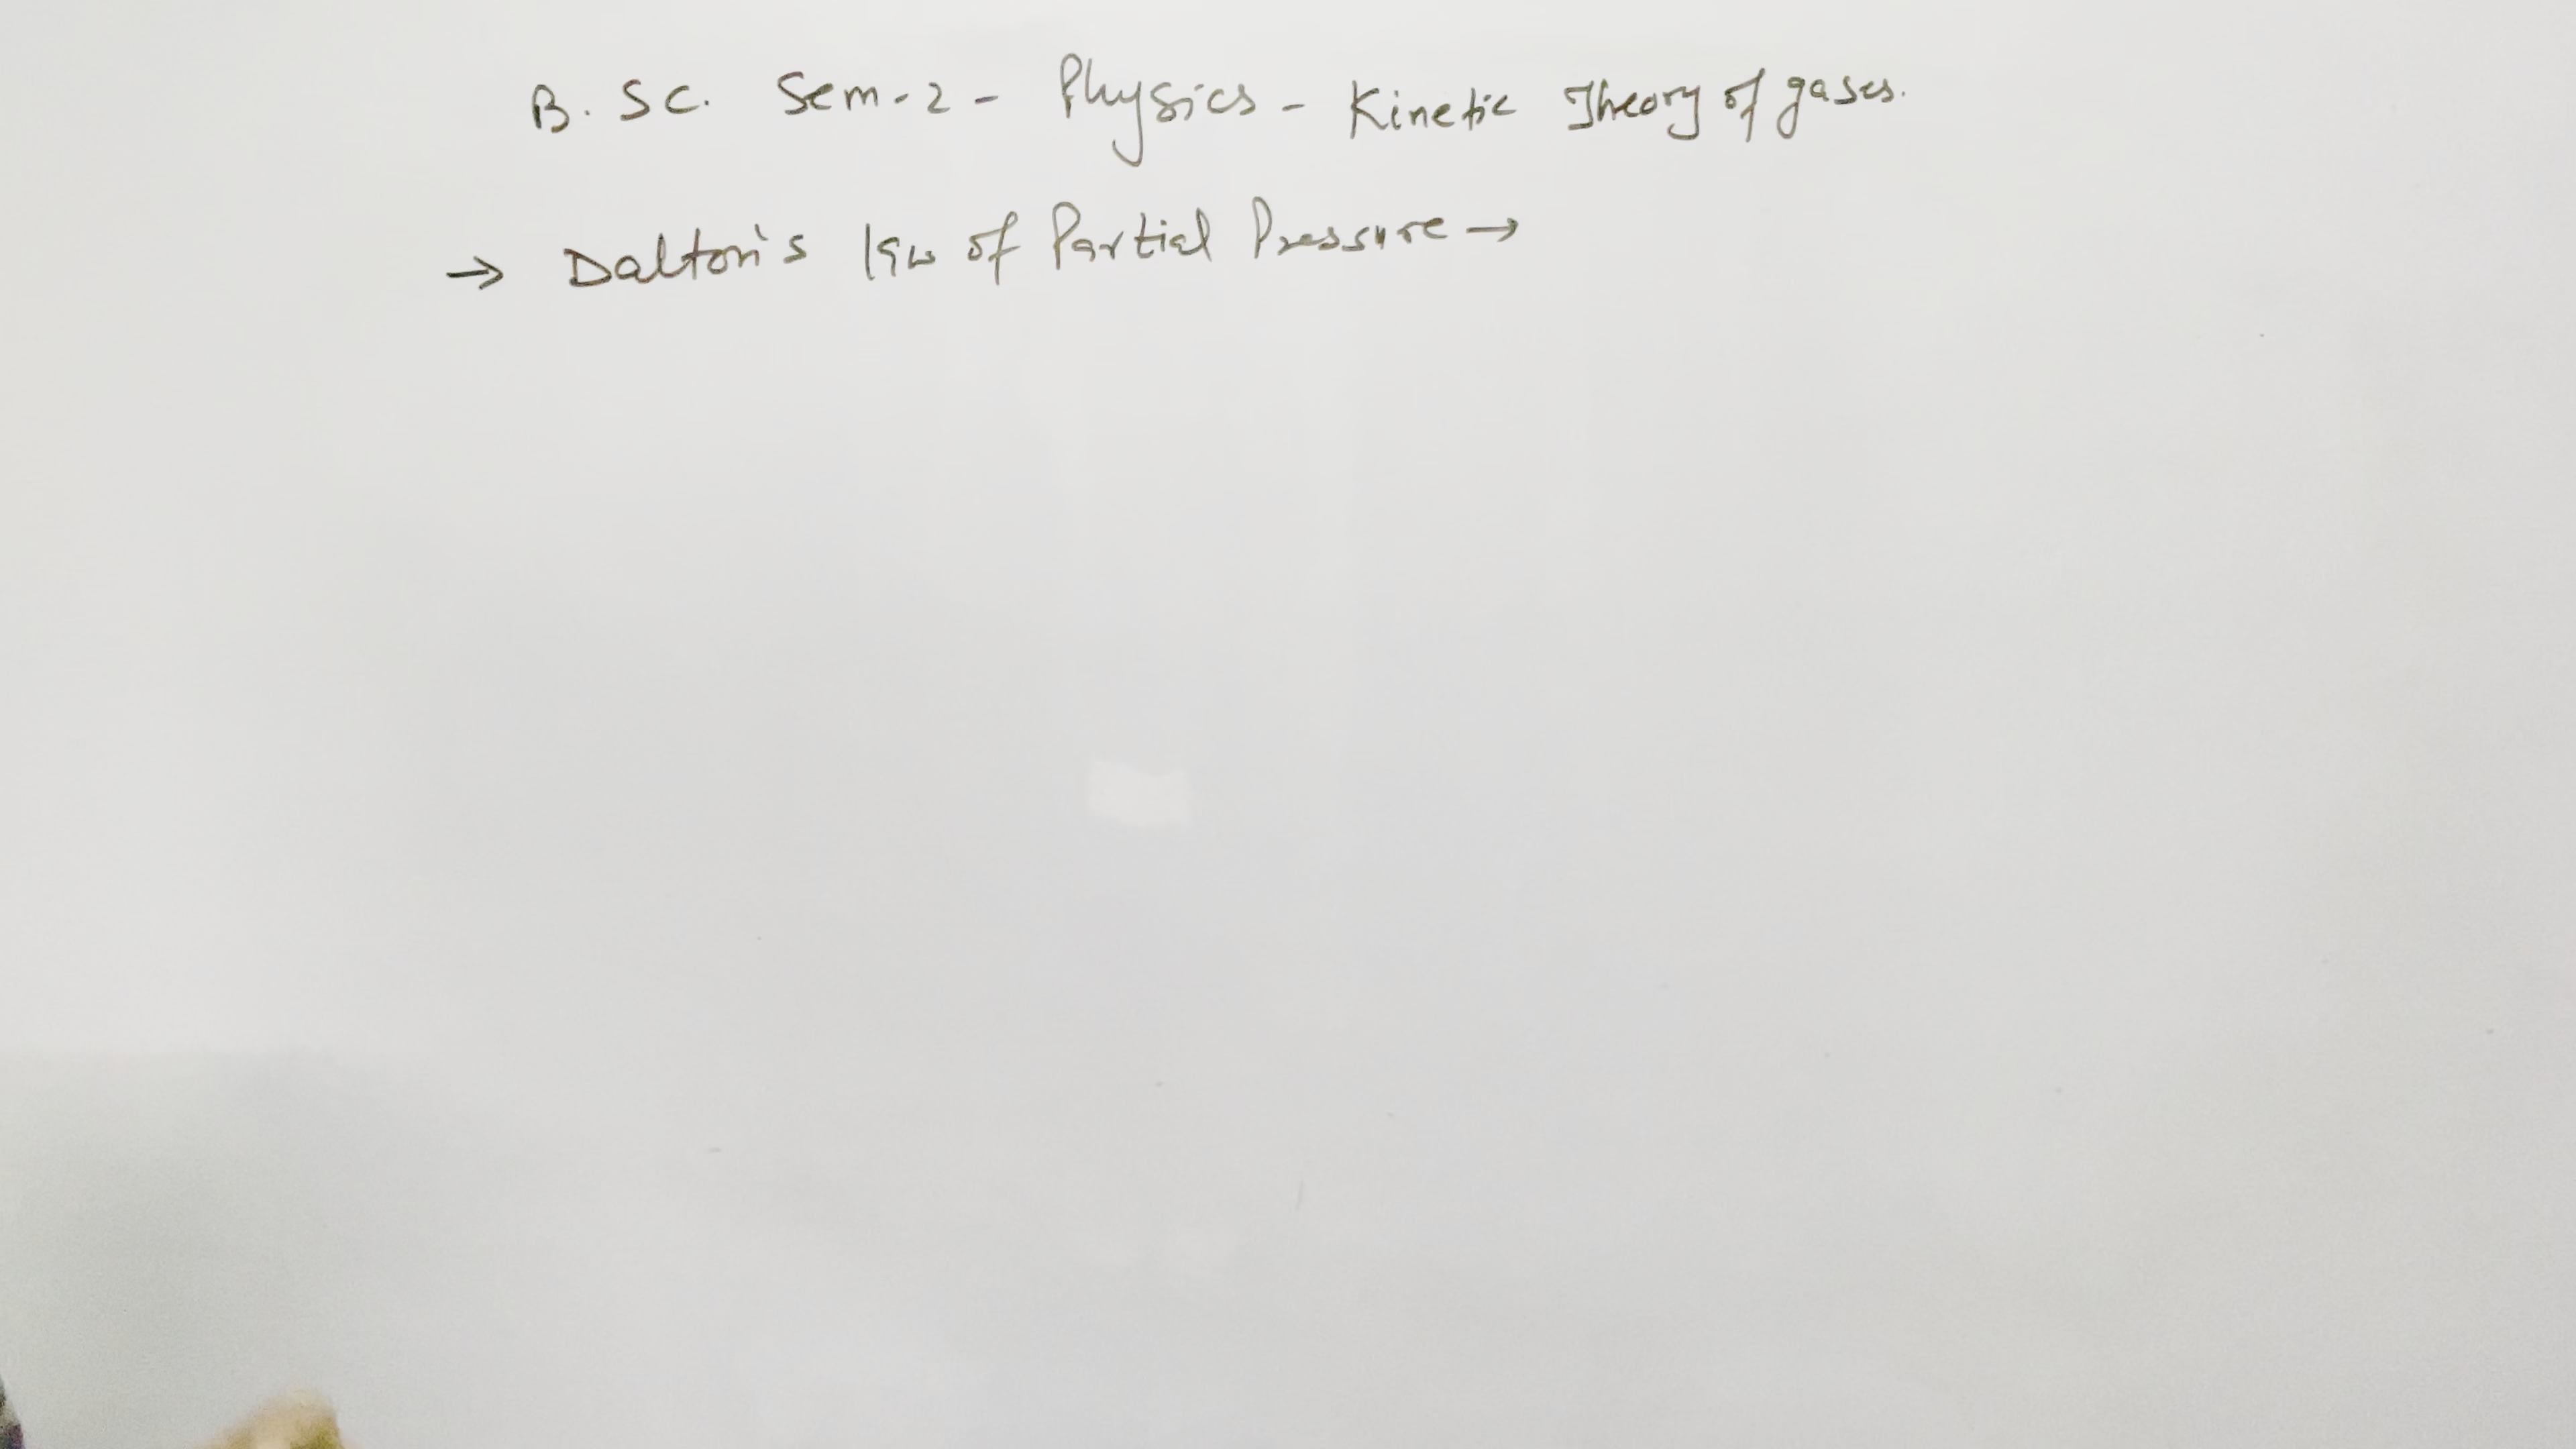 B. SC. Sem-2 - Physics - Kinetic Theory of gases.
→ Dalton's law of Partial Pressure →